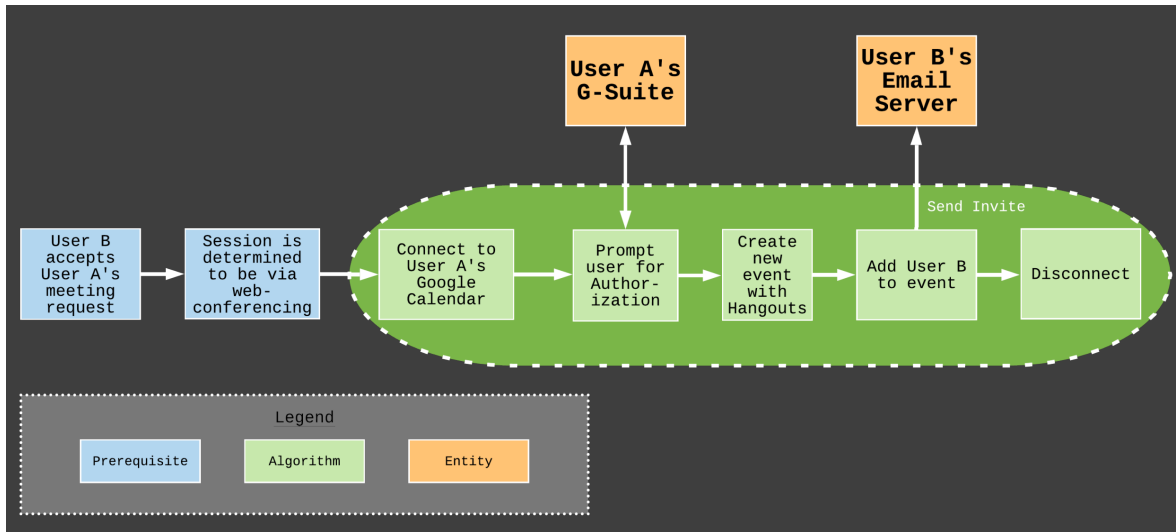 User A's
G-Suite
User B's
Email
Server
Send Invite
User B
accepts
User A's
meeting
request
Session is
determined
to be via
web-
conferencing
Connect to
User A's
Google
Calendar
Prompt
user for
Author-
ization
Create
new
event
with
Hangouts
Add User B
to event
Disconnect
Legend
Prerequisite
Algorithm
Entity